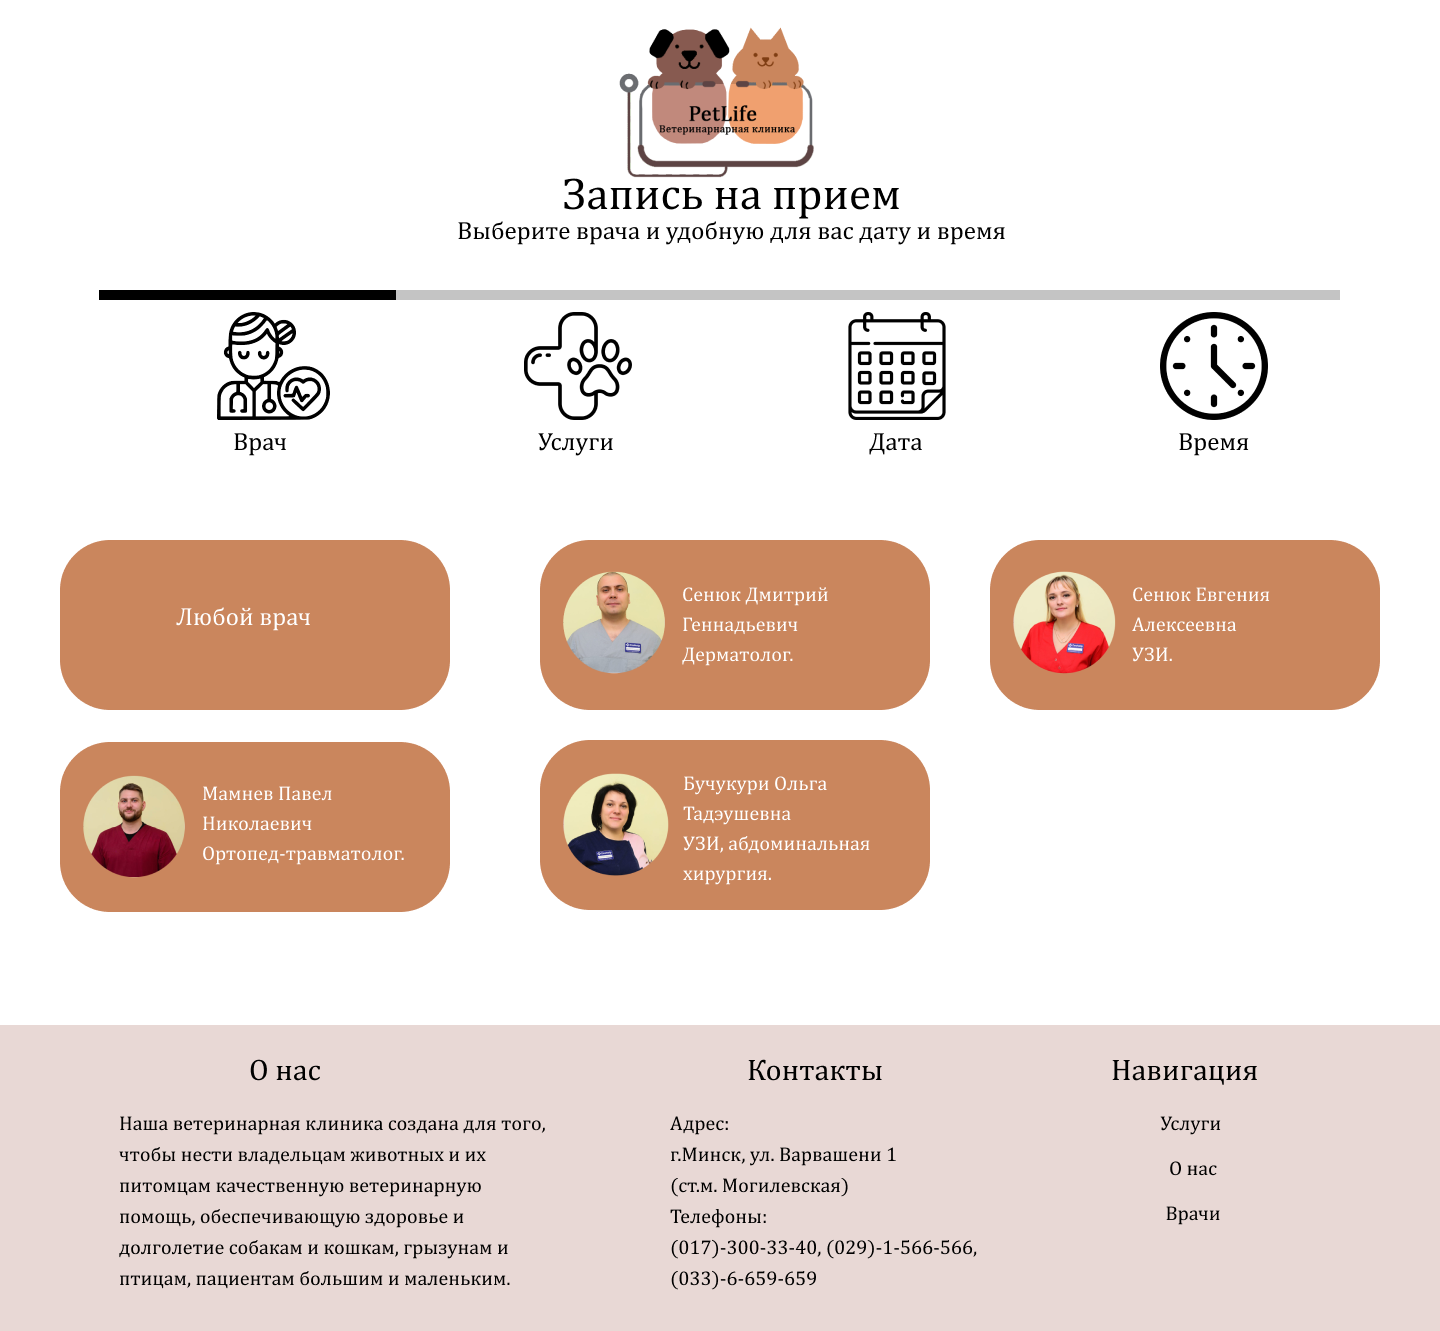 PetLife
Ветеринарнарная клиника
Запись на прием
Выберите врача и удобную для вас дату и время
Врач
Услуги
Дата
Время
Любой врач
Сенюк Дмитрий
Геннадьевич
Дерматолог.
Сенюк Евгения
Алексеевна
УЗИ.
Мамнев Павел
Николаевич
Ортопед-травматолог.
Бучукури Ольга
Тадэушевна
УЗИ, абдоминальная
хирургия.
О нас
Наша ветеринарная клиника создана для того,
чтобы нести владельцам животных и их
питомцам качественную ветеринарную
помощь, обеспечивающую здоровье и
долголетие собакам и кошкам, грызунам и
птицам, пациентам большим и маленьким.
Контакты
Адрес:
г.Минск, ул. Варвашени 1
(ст.м. Могилевская)
Телефоны:
(017)-300-33-40, (029)-1-566-566,
(033)-6-659-659
Навигация
Услуги
О нас
Врачи